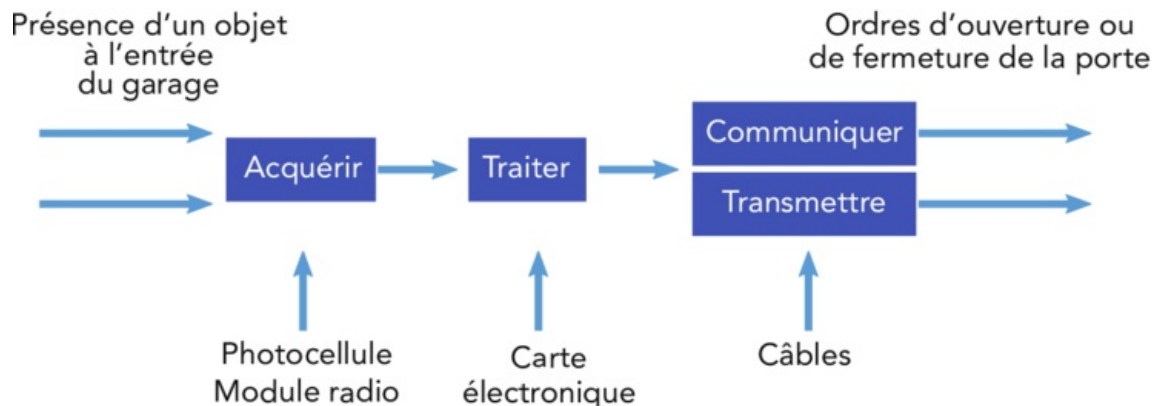 Présence d'un objet
à l'entrée
du garage
Ordres d'ouverture ou
de fermeture de la porte
Acquérir
Traiter
Communiquer
Transmettre
Photocellule
Module radio
Carte
électronique
Câbles